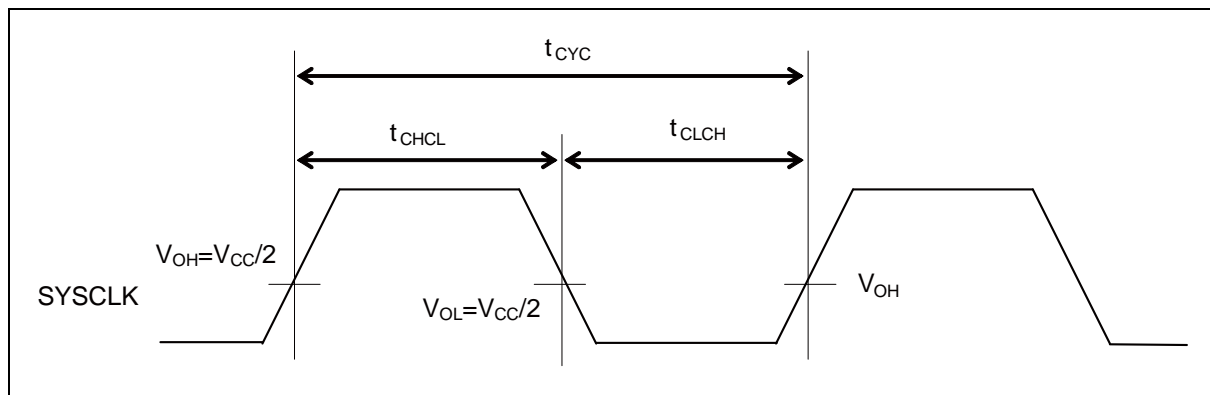 tCYC
tCHCL
tCLCH
VOH=VCC/2
SYSCLK
VOL=VCC/2
VOH